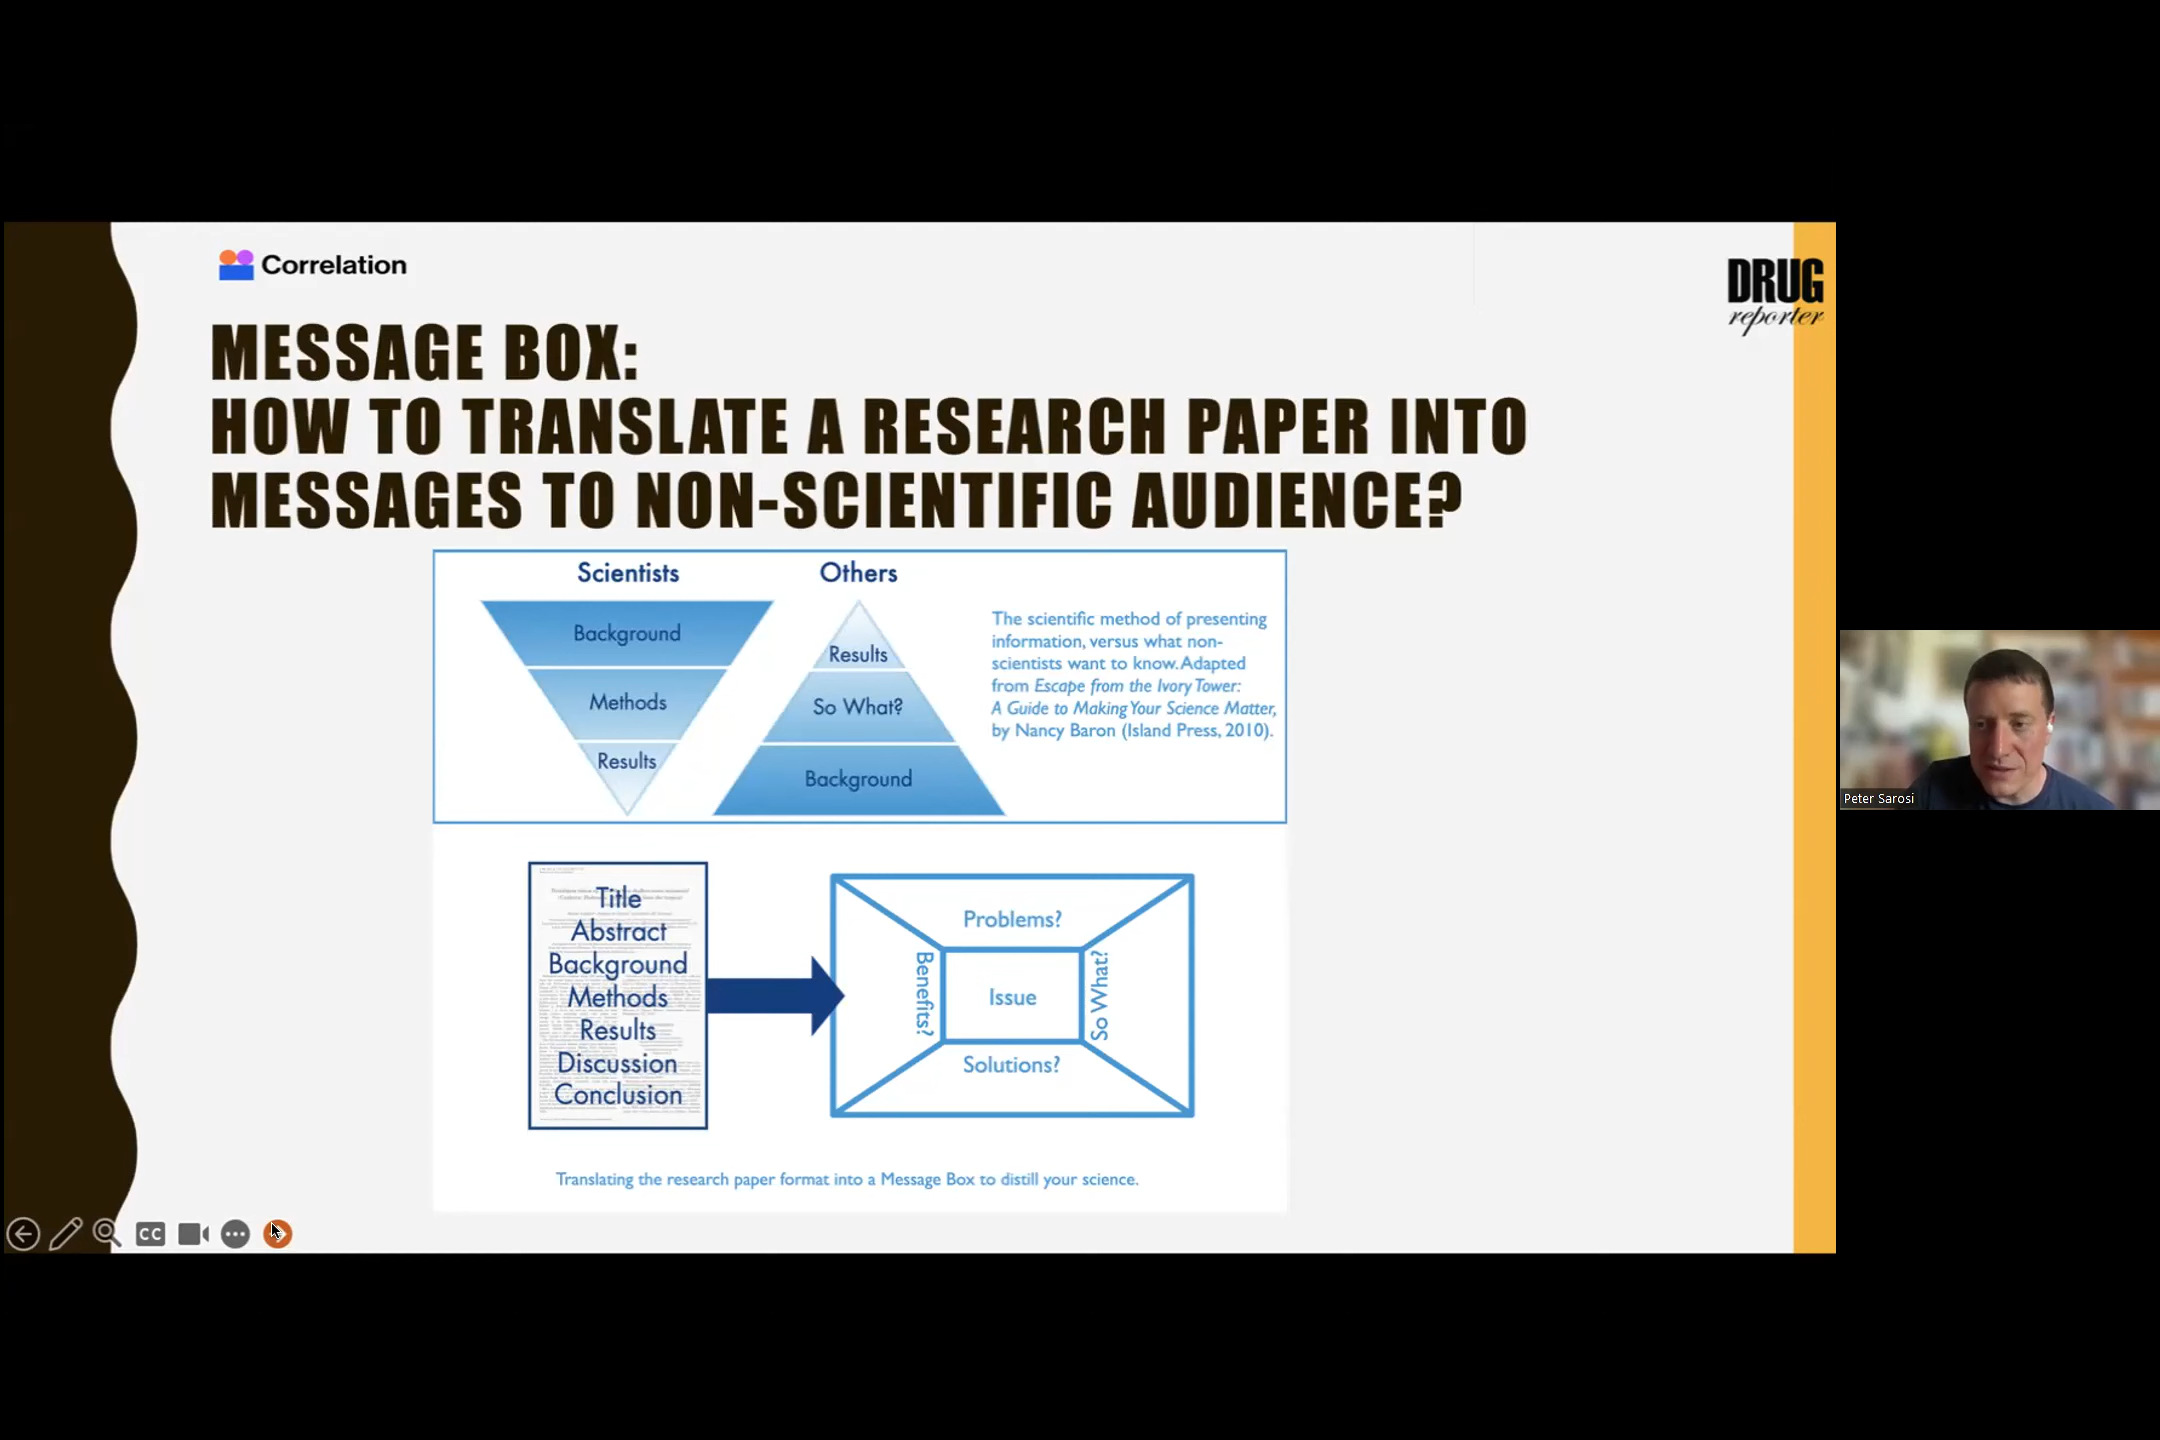 Correlation
DRUG
reporter
MESSAGE BOX:
HOW TO TRANSLATE A RESEARCH PAPER INTO
MESSAGES TO NON-SCIENTIFIC AUDIENCE?
Scientists
Background
Methods
Results
Others
Results
So What?
Background
The scientific method of presenting
information, versus what non-
scientists want to know. Adapted
from Escape from the Ivory Tower:
A Guide to Making Your Science Matter,
by Nancy Baron (Island Press, 2010).
Title
Abstract
Background
Methods
Results
Discussion
Conclusion
Problems?
Benefits?
Issue
So What?
Solutions?
Translating the research paper format into a Message Box to distill your science.
CC
Peter Sarosi